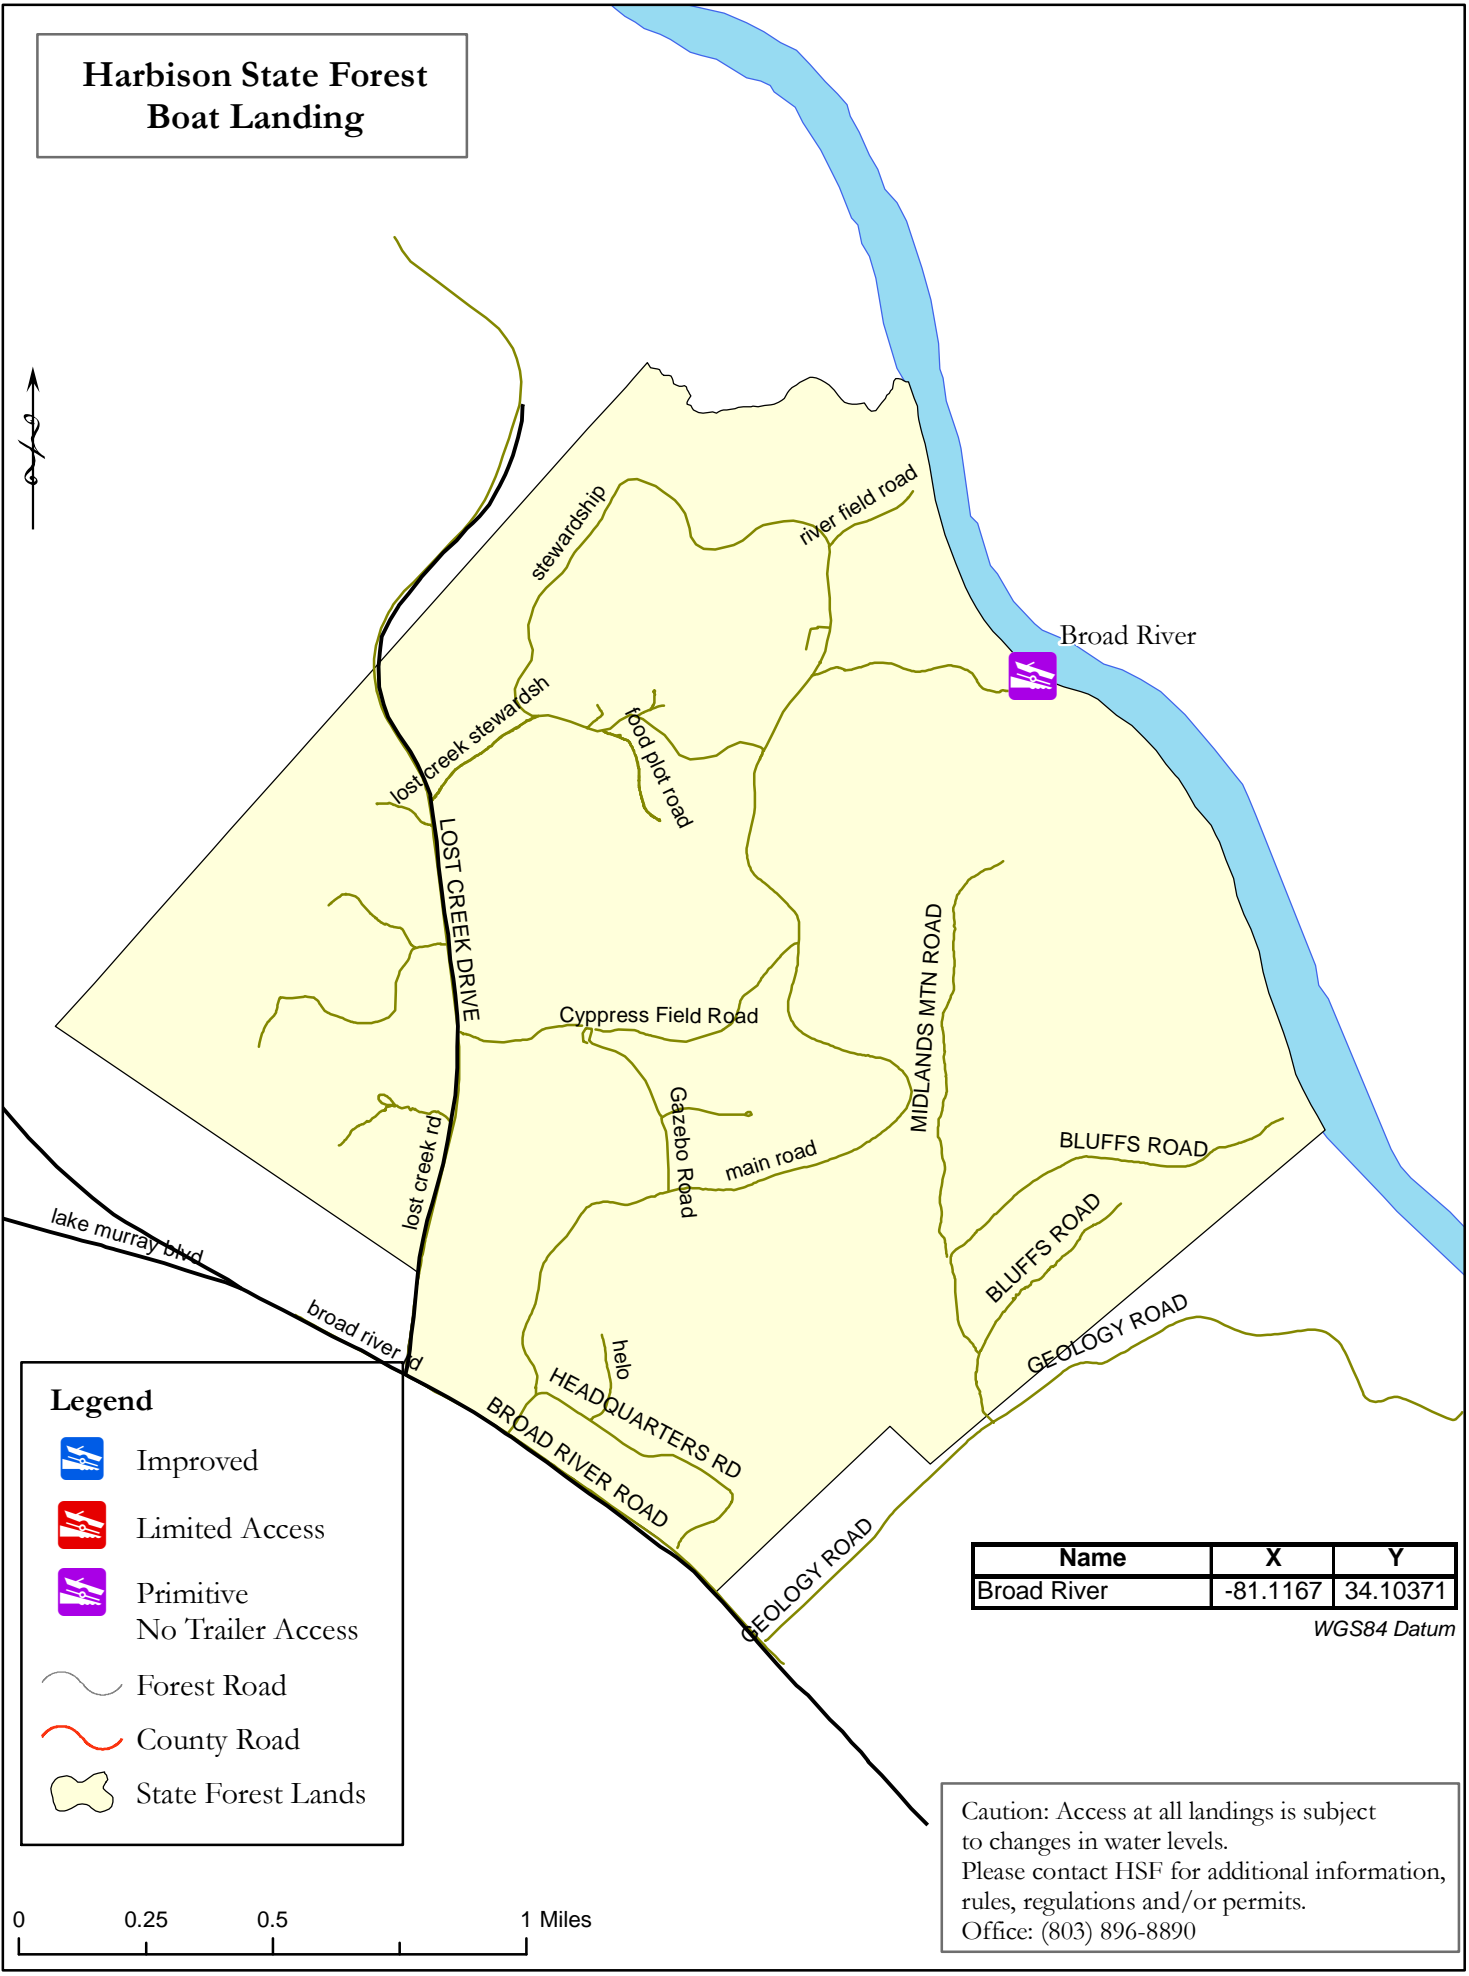 Harbison State Forest
Boat Landing
river field road
stewardship
Broad River
lost creek stewardsh
food plot road
LOST CREEK DRIVE
MIDLANDS MTN ROAD
Cyppress Field Road
Gazebo Road
main road
lost creek rd
BLUFFS ROAD
BLUFFS ROAD
GEOLOGY ROAD
lake murray blvd
broad river rd
helo
HEADQUARTERS RD
BROAD RIVER ROAD
GEOLOGY ROAD
Legend
Improved
Limited Access
Primitive
No Trailer Access
Forest Road
County Road
State Forest Lands
Name X Y
Broad River -81.1167 34.10371
WGS84 Datum
Caution: Access at all landings is subject
to changes in water levels.
Please contact HSF for additional information,
rules, regulations and/or permits.
Office: (803) 896-8890
0 0.25 0.5 1 Miles